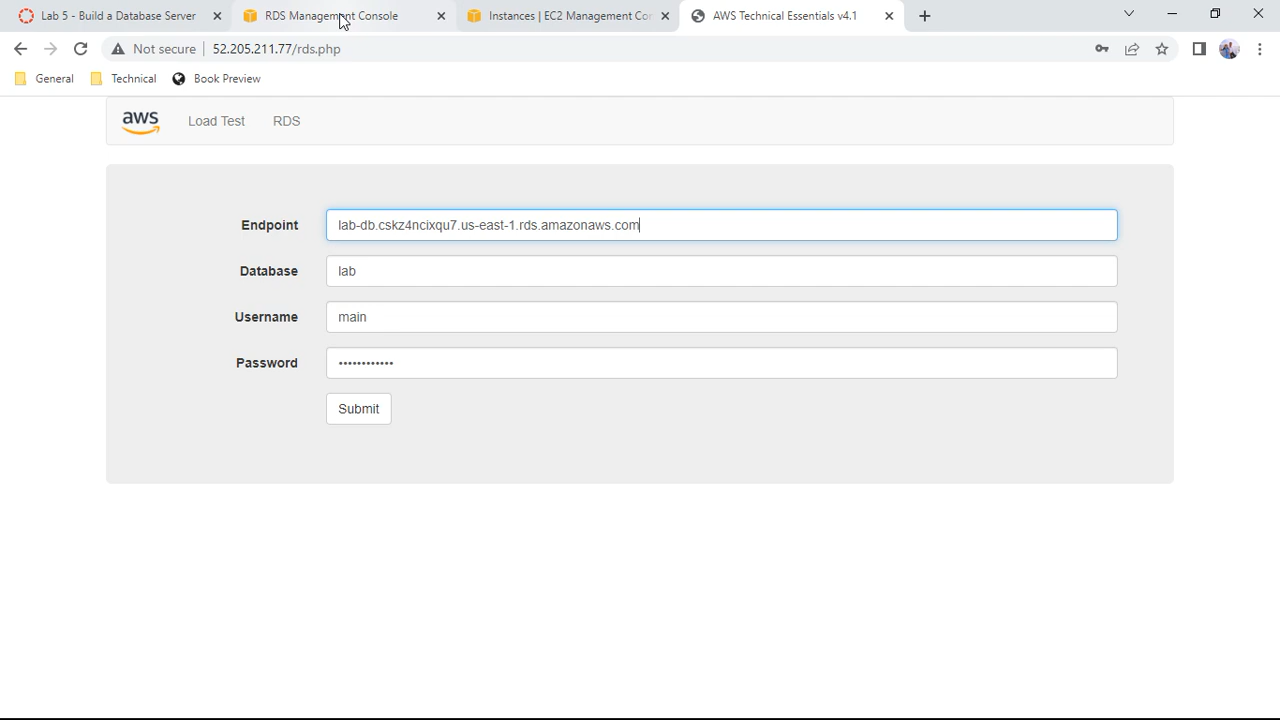 Lab 5 - Build a Database Server
RDS Management Console
Instances | EC2 Management Co
AWS Technical Essentials v4.1
Not secure
52.205.211.77/rds.php
General
Technical
Book Preview
aws
Load Test
RDS
Endpoint
lab-db.cskz4ncixqu7.us-east-1.rds.amazonaws.com
Database
lab
Username
main
Password
••••••••••••
Submit